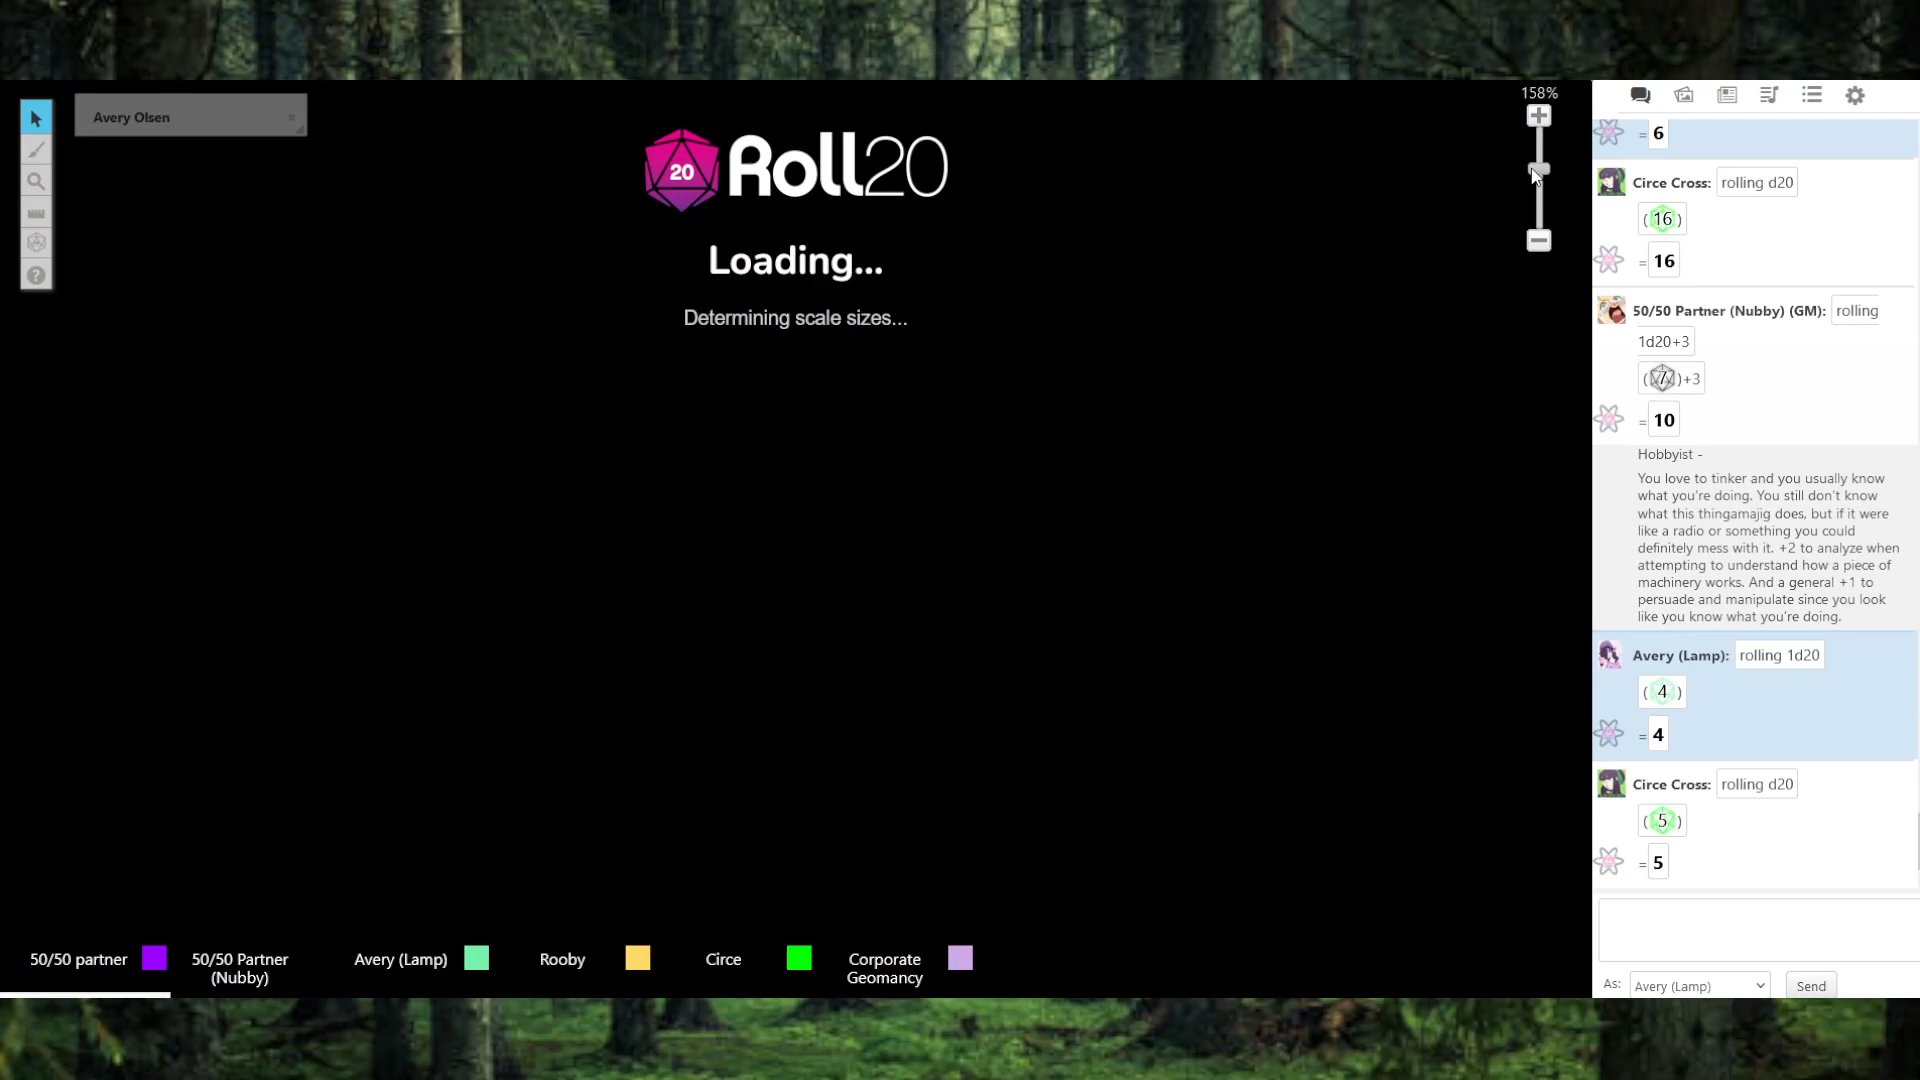 Avery Olsen
20
Roll20
Loading...
Determining scale sizes...
158%
= 6
Circe Cross: rolling d20
(16)
= 16
50/50 Partner (Nubby) (GM): rolling
1d20+3
(7)+3
= 10
Hobbyist -
You love to tinker and you usually know
what you're doing. You still don't know
what this thingamajig does, but if it were
like a radio or something you could
definitely mess with it. +2 to analyze when
attempting to understand how a piece of
machinery works. And a general +1 to
persuade and manipulate since you look
like you know what you're doing.
Avery (Lamp): rolling 1d20
(4)
= 4
Circe Cross: rolling d20
(5)
= 5
As: Avery (Lamp) Send
50/50 partner
50/50 Partner
(Nubby)
Avery (Lamp)
Rooby
Circe
Corporate
Geomancy